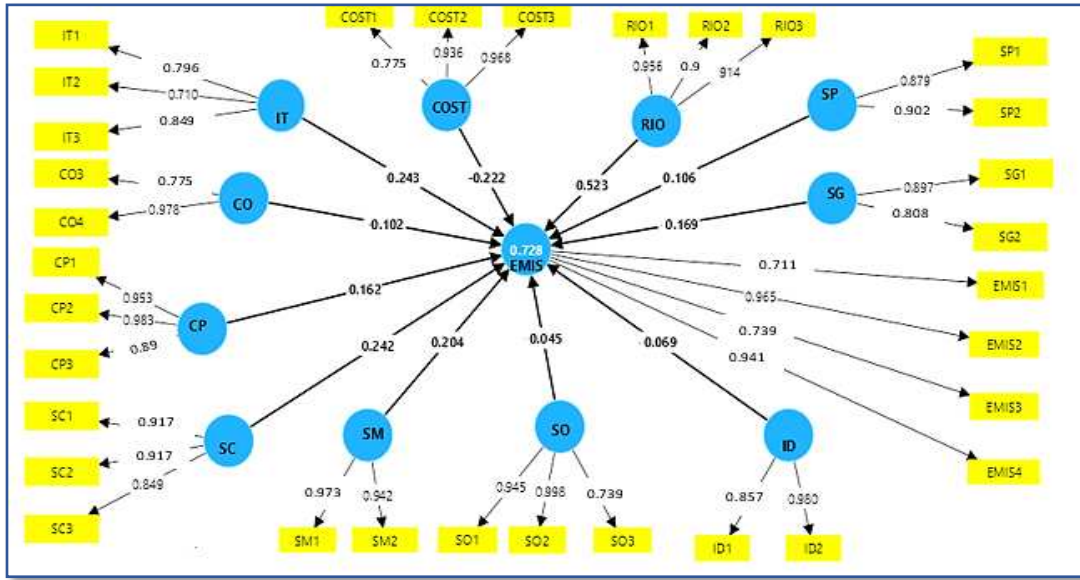 COST1 COST2 COST3
RIO1 RIO2 RIO3
IT1
IT2
IT3
0.796
0.710
0.849
IT
0.775 0.936 0.968
COST
0.956 0.9 914
RIO
SP
0.879
0.902
SP1
SP2
CO3
CO4
0.775
0.978
CO
0.243
-0.222
0.523
0.106
SG
0.897
0.808
SG1
SG2
0.102
0.169
0.728
EMIS
CP1
CP2
CP3
0.953
0.983
0.89
CP
0.162
0.711
0.965
0.739
0.941
EMIS1
EMIS2
EMIS3
EMIS4
0.242
0.204
0.045
0.069
SC1
SC2
SC3
0.917
0.917
0.849
SC
SM
0.973 0.942
SM1 SM2
SO
0.945 0.998 0.739
SO1 SO2 SO3
ID
0.857 0.980
ID1 ID2